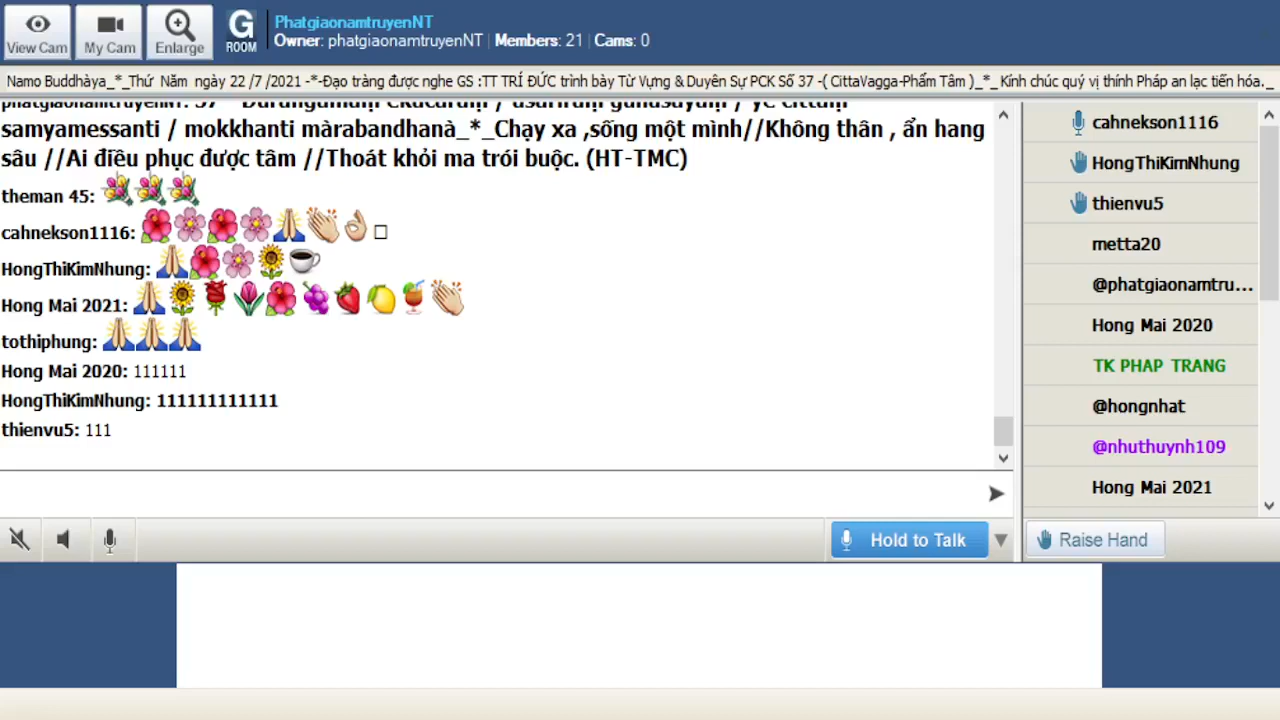 View Cam
My Cam
Enlarge
G
ROOM
PhatgiaonamtruyenNT
Owner: phatgiaonamtruyenNT | Members: 21 | Cams: 0
Namo Buddhàya_*_Thứ Năm ngày 22 /7 /2021 -*-Đạo tràng được nghe GS :TT TRÍ ĐỨC trình bày Từ Vựng & Duyên Sự PCK Số 37 -( CittaVagga-Phẩm Tâm )_*_ Kính chúc quý vị thính Pháp an lạc tiến hóa._
samyamessanti / mokkhanti màrabandhanà_*_Chạy xa ,sống một mình//Không thân , ẩn hang
sâu //Ai điều phục được tâm //Thoát khỏi ma trói buộc. (HT-TMC)
theman 45:
cahnekson1116:
HongThiKimNhung:
Hong Mai 2021:
tothiphung:
Hong Mai 2020: 111111
HongThiKimNhung: 111111111111
thienvu5: 111
Hold to Talk
cahnekson1116
HongThiKimNhung
thienvu5
metta20
@phatgiaonamtru...
Hong Mai 2020
TK PHAP TRANG
@hongnhat
@nhuthuynh109
Hong Mai 2021
Raise Hand